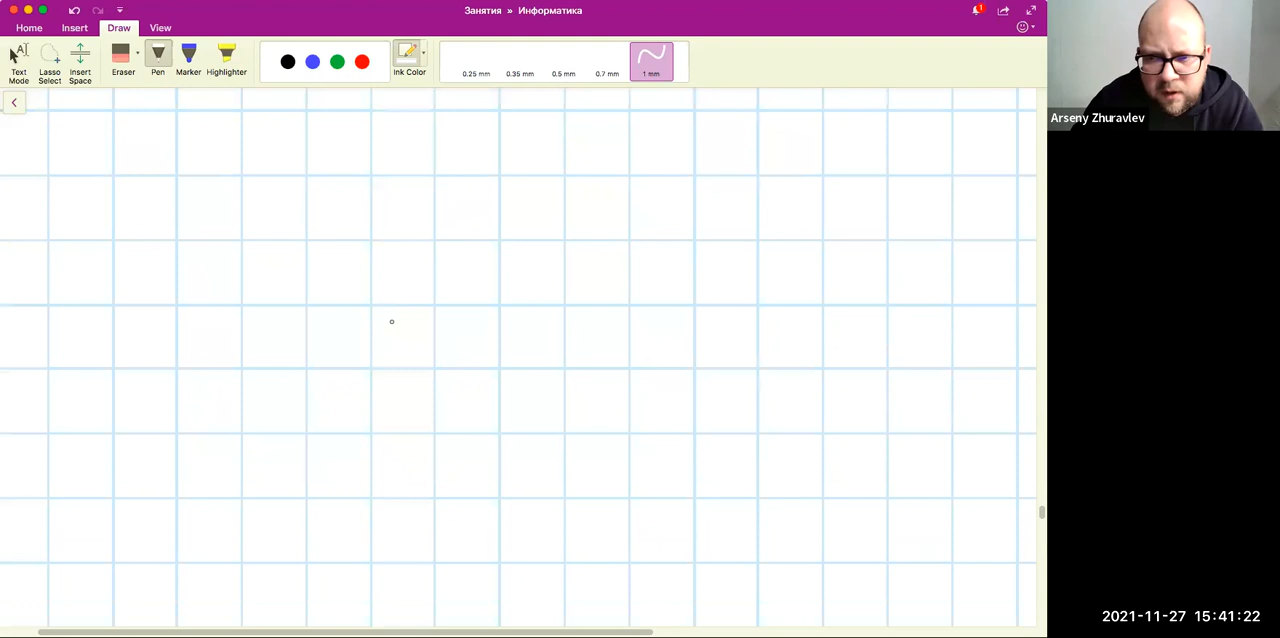 Занятия » Информатика
1
Home Insert Draw View
Text Mode
Lasso Select
Insert Space
Eraser
Pen
Marker
Highlighter
Ink Color
0.25 mm 0.35 mm 0.5 mm 0.7 mm 1 mm
Arseny Zhuravlev
2021-11-27 15:41:22